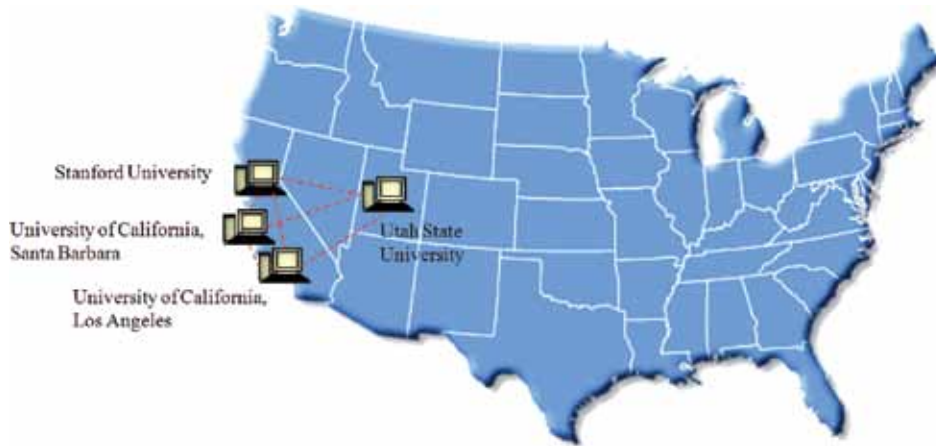 Stanford University
University of California,
Santa Barbara
Utah State
University
University of California,
Los Angeles